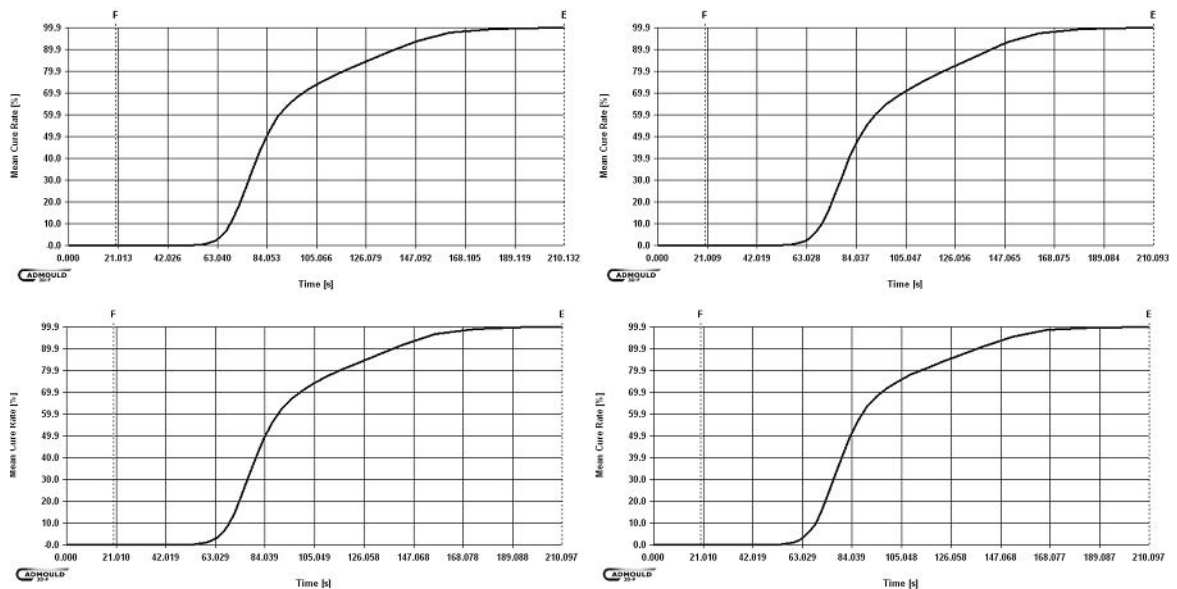 F E
99.9
89.9
79.9
69.9
59.9
49.9
40.0
30.0
20.0
10.0
.0.0
Mean Cure Rate [%]
0.000 21.013 42.026 63.040 84.053 105.066 126.079 147.092 168.105 189.119 210.132
Time [s]
CADMOULD
3D-F
F E
99.9
89.9
79.9
69.9
59.9
49.9
39.9
30.0
20.0
10.0
.0.0
Mean Cure Rate [%]
0.000 21.009 42.019 63.028 84.037 105.047 126.056 147.065 168.075 189.084 210.093
Time [s]
CADMOULD
3D-F
F E
99.9
89.9
79.9
69.9
59.9
49.9
40.0
30.0
20.0
10.0
.0.0
Mean Cure Rate [%]
0.000 21.010 42.019 63.029 84.039 105.049 126.058 147.068 168.078 189.088 210.097
Time [s]
CADMOULD
3D-F
F E
99.9
89.9
79.9
69.9
59.9
49.9
40.0
30.0
20.0
10.0
.0.0
Mean Cure Rate [%]
0.000 21.010 42.019 63.029 84.039 105.048 126.058 147.068 168.077 189.087 210.097
Time [s]
CADMOULD
3D-F